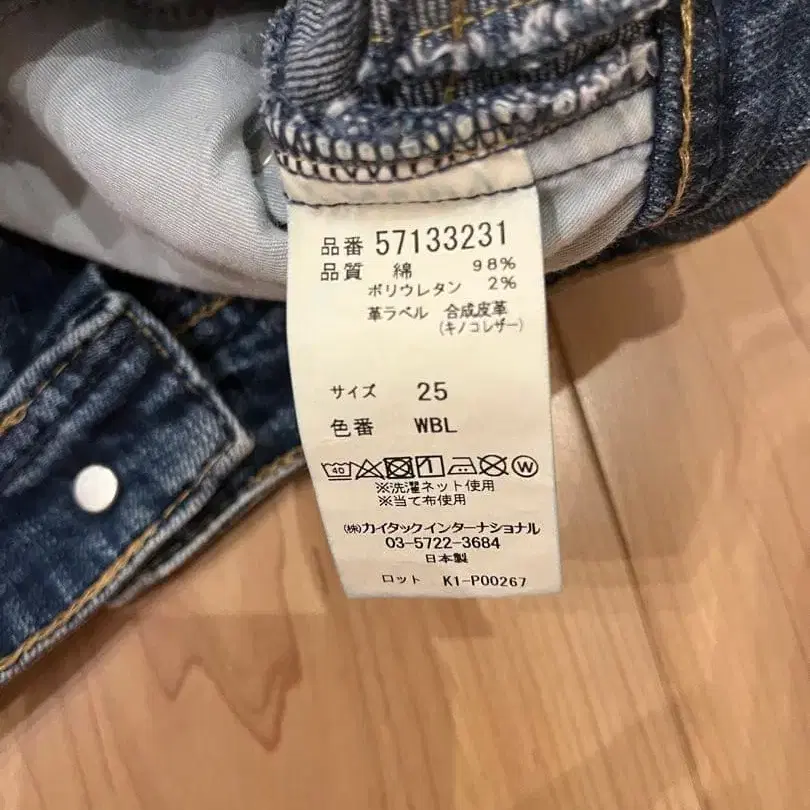 品番 57133231
品質 綿 98%
ポリウレタン 2%
革ラベル 合成皮革
(キノコレザー)
サイズ 25
色番 WBL
40 W
※洗濯ネット使用
※当て布使用
(株)カイタックインターナショナル
03-5722-3684
日本製
ロット K1-P00267